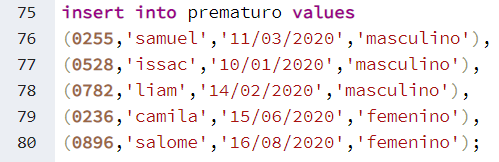 75 insert into prematuro values
76 (0255,'samuel','11/03/2020','masculino'),
77 (0528,'issac','10/01/2020','masculino'),
78 (0782,'liam','14/02/2020','masculino'),
79 (0236,'camila','15/06/2020','femenino'),
80 (0896,'salome','16/08/2020','femenino');